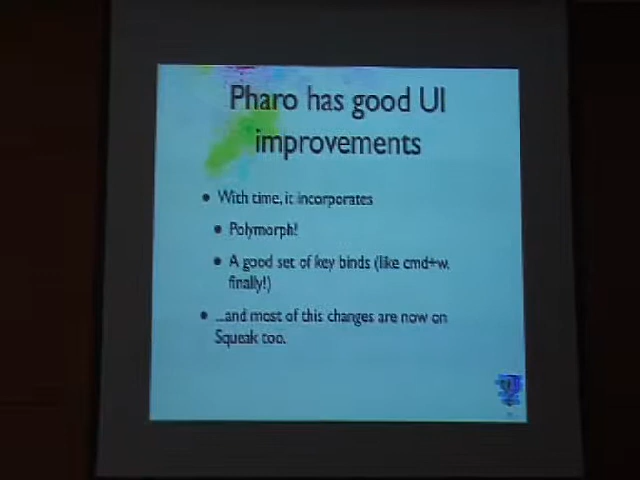 Pharo has good UI
improvements
With time, it incorporates
Polymorph!
A good set of key binds (like cmd+w,
finally!)
...and most of this changes are now on
Squeak too.